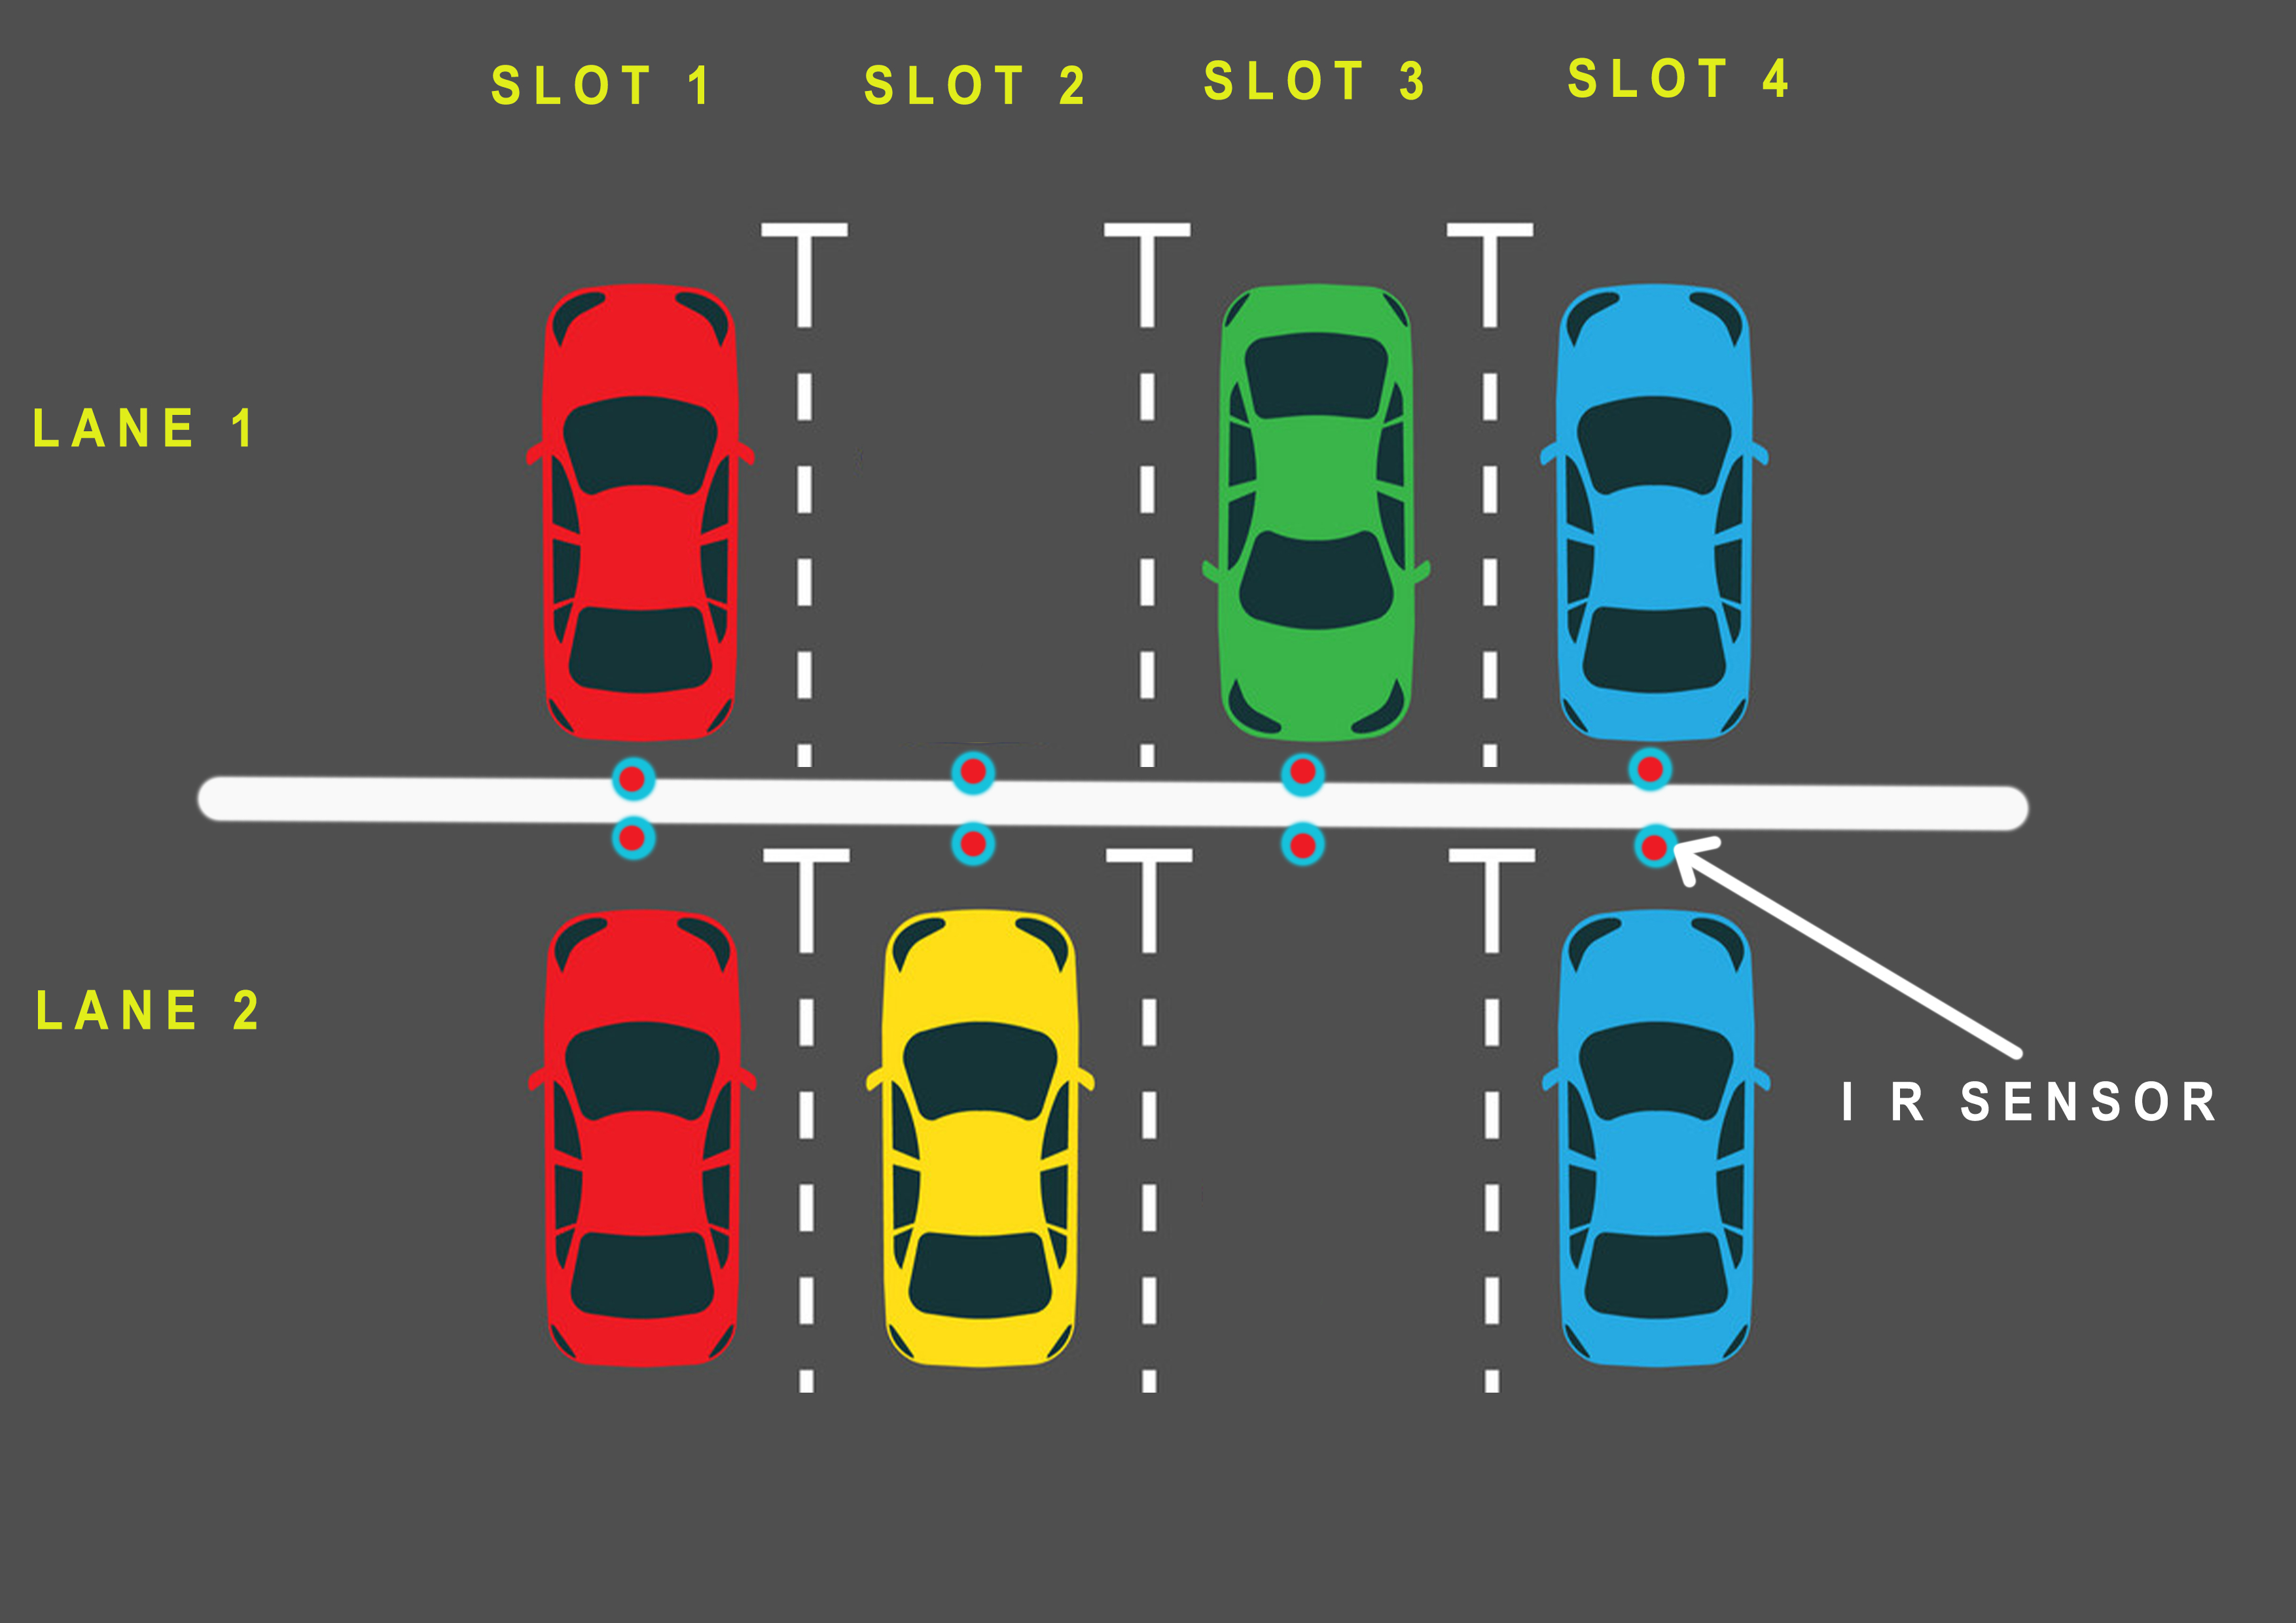 SLOT 1 SLOT 2 SLOT 3 SLOT 4
LANE 1
LANE 2
I R SENSOR